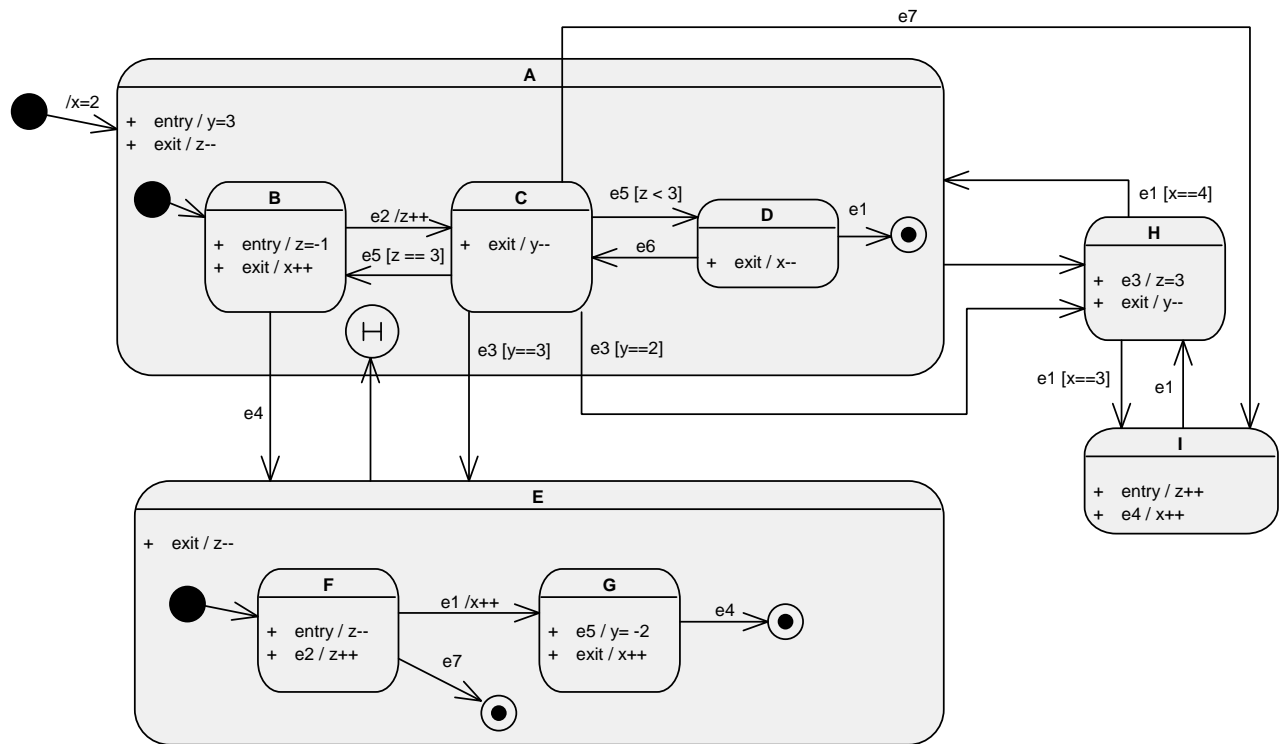 e7
A
/x=2
+ entry / y=3
+ exit / z--
B
+ entry / z=-1
+ exit / x++
e2 /z++
e5 [z == 3]
C
+ exit / y--
e5 [z < 3]
e6
D
+ exit / x--
e1
e1 [x==4]
H
+ e3 / z=3
+ exit / y--
H
e3 [y==3]
e3 [y==2]
e4
e1 [x==3]
e1
I
+ entry / z++
+ e4 / x++
E
+ exit / z--
F
+ entry / z--
+ e2 / z++
e1 /x++
e7
G
+ e5 / y= -2
+ exit / x++
e4